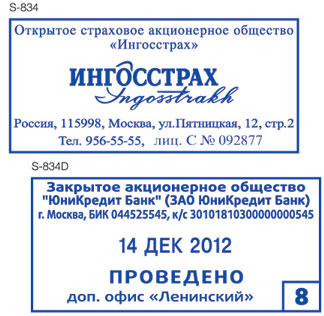 S-834
Открытое страховое акционерное общество
«Ингосстрах»
ИНГОССТРАХ
Ingosstrakh
Россия, 115998, Москва, ул.Пятницкая, 12, стр.2
Тел. 956-55-55, лиц. С № 092877
S-834D
Закрытое акционерное общество
"ЮниКредит Банк" (ЗАО ЮниКредит Банк)
г. Москва, БИК 044525545, к/с 30101810300000000545
14 ДЕК 2012
ПРОВЕДЕНО
доп. офис «Ленинский»
8